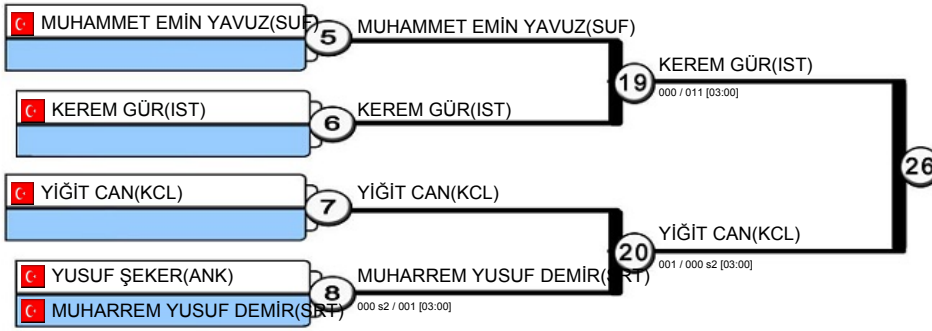 MUHAMMET EMİN YAVUZ(SUF)
5
MUHAMMET EMİN YAVUZ(SUF)
19
KEREM GÜR(IST)
000 / 011 [03:00]
KEREM GÜR(IST)
6
KEREM GÜR(IST)
26
YİĞİT CAN(KCL)
7
YİĞİT CAN(KCL)
20
YİĞİT CAN(KCL)
001 / 000 s2 [03:00]
YUSUF ŞEKER(ANK)
MUHARREM YUSUF DEMİR(SRT)
8
MUHARREM YUSUF DEMİR(SRT)
000 s2 / 001 [03:00]